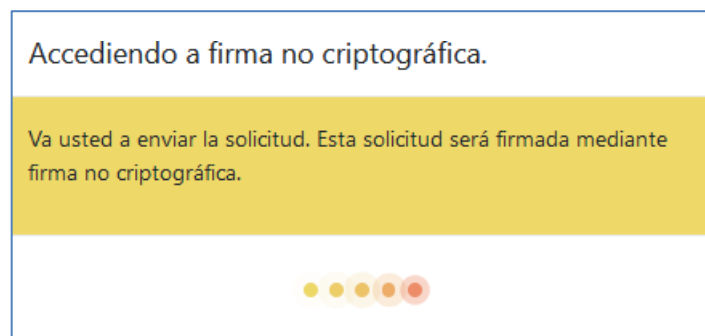 Accediendo a firma no criptográfica.
Va usted a enviar la solicitud. Esta solicitud será firmada mediante
firma no criptográfica.